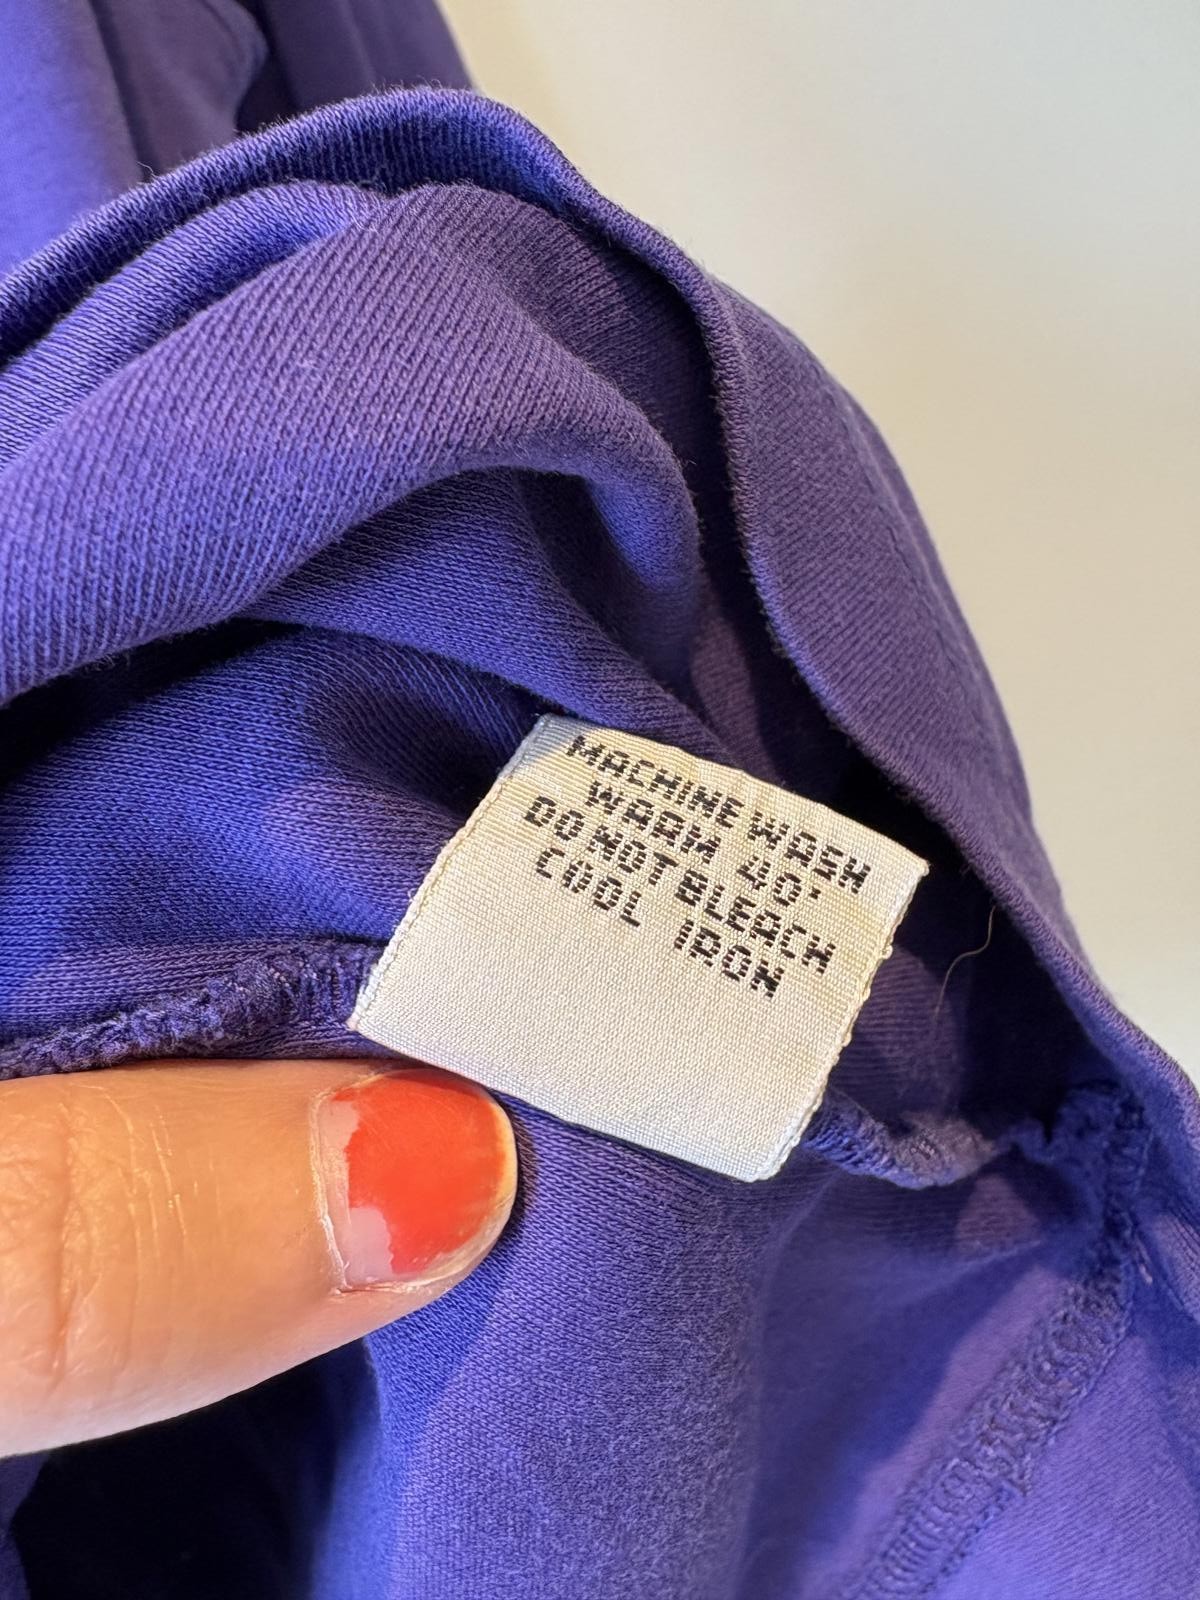 MACHINE WASH
WARM 40°
DO NOT BLEACH
COOL IRON